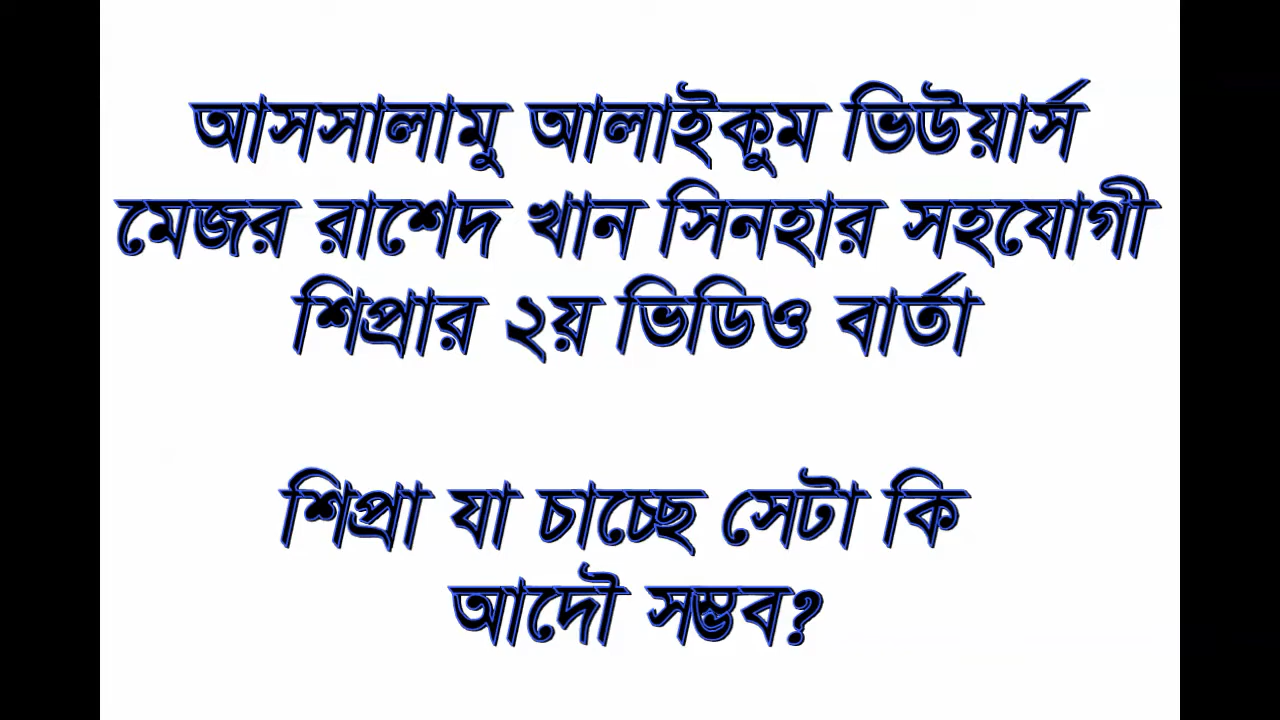 আসসালামু আলাইকুম ভিউয়ার্স
মেজর রাশেদ খান সিনহার সহযোগী
শিপ্রার ২য় ভিডিও বার্তা
শিপ্রা যা চাচ্ছে সেটা কি
আদৌ সম্ভব?